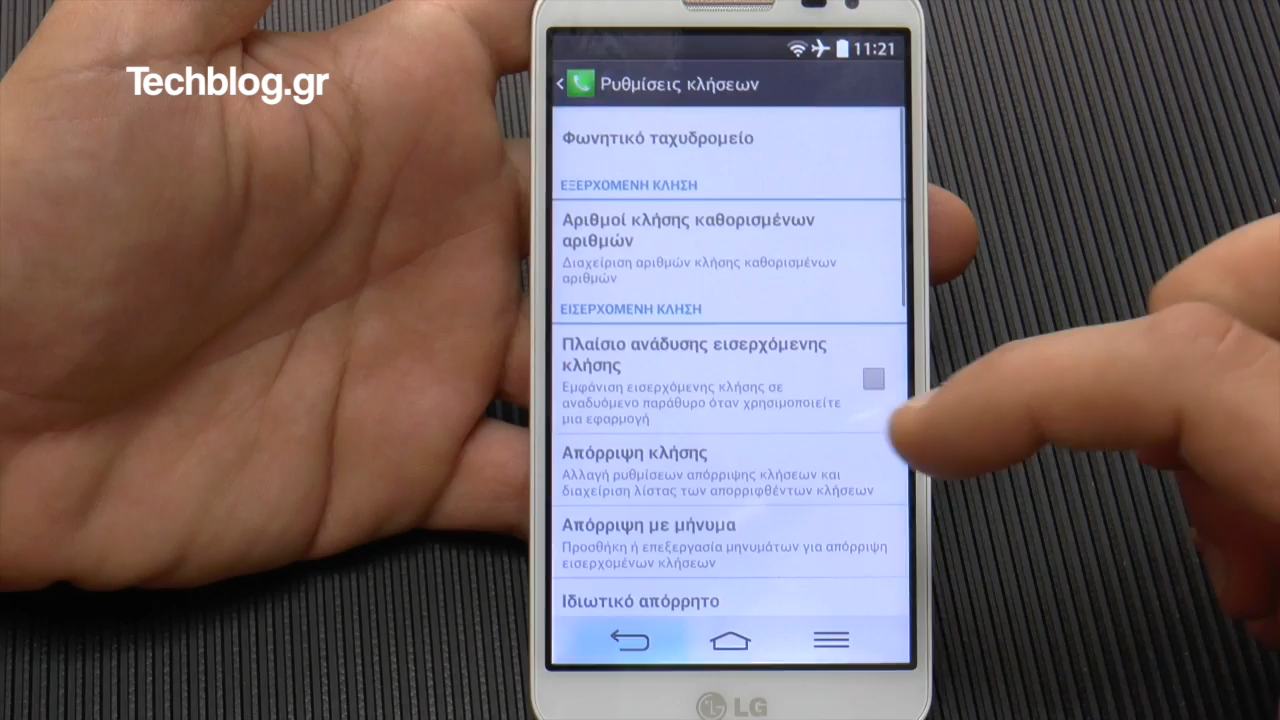 Techblog.gr
11:21
Ρυθμίσεις κλήσεων
Φωνητικό ταχυδρομείο
ΕΞΕΡΧΟΜΕΝΗ ΚΛΗΣΗ
Αριθμοί κλήσης καθορισμένων
αριθμών
Διαχείριση αριθμών κλήσης καθορισμένων
αριθμών
ΕΙΣΕΡΧΟΜΕΝΗ ΚΛΗΣΗ
Πλαίσιο ανάδυσης εισερχόμενης
κλήσης
Εμφάνιση εισερχόμενης κλήσης σε
αναδυόμενο παράθυρο όταν χρησιμοποιείτε
μια εφαρμογή
Απόρριψη κλήσης
Αλλαγή ρυθμίσεων απόρριψης κλήσεων και
διαχείριση λίστας των απορριφθέντων κλήσεων
Απόρριψη με μήνυμα
Προσθήκη ή επεξεργασία μηνυμάτων για απόρριψη
εισερχομένων κλήσεων
Ιδιωτικό απόρρητο
LG